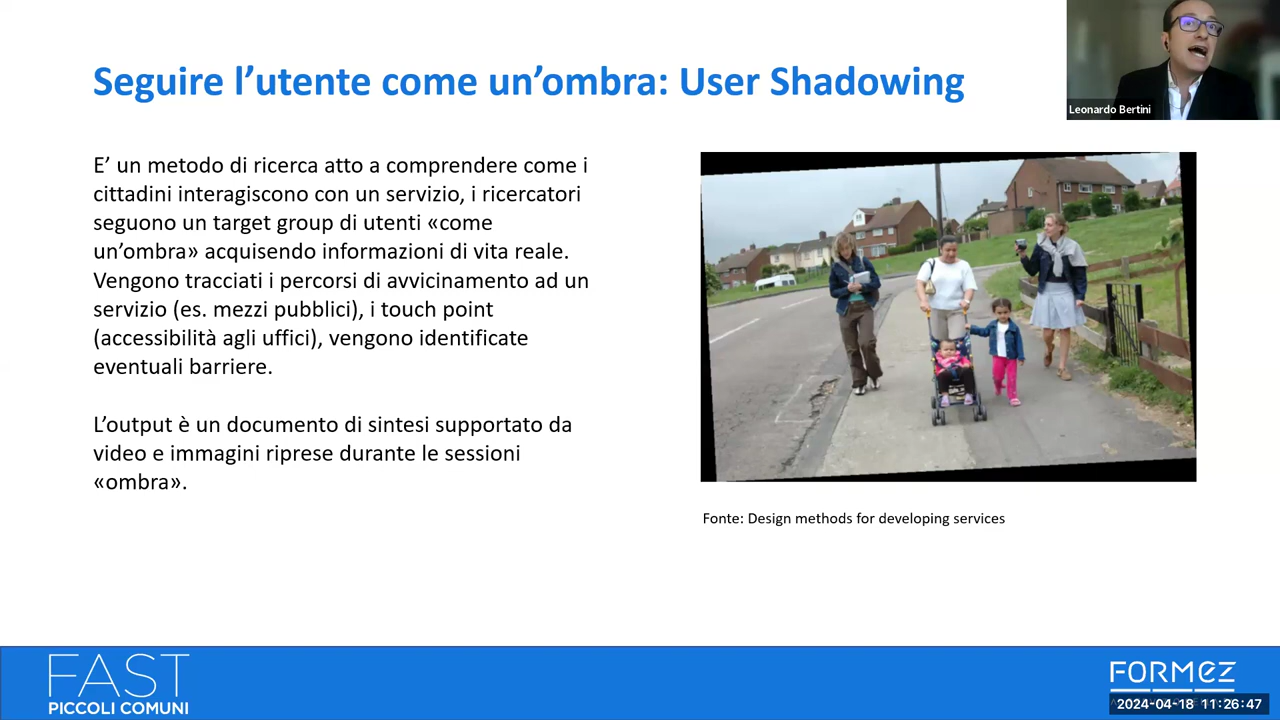 Seguire l’utente come un’ombra: User Shadowing
Leonardo Bertini
E’ un metodo di ricerca atto a comprendere come i
cittadini interagiscono con un servizio, i ricercatori
seguono un target group di utenti «come
un’ombra» acquisendo informazioni di vita reale.
Vengono tracciati i percorsi di avvicinamento ad un
servizio (es. mezzi pubblici), i touch point
(accessibilità agli uffici), vengono identificate
eventuali barriere.
L’output è un documento di sintesi supportato da
video e immagini riprese durante le sessioni
«ombra».
Fonte: Design methods for developing services
FAST
PICCOLI COMUNI
FORMEZ
2024-04-18 11:26:47